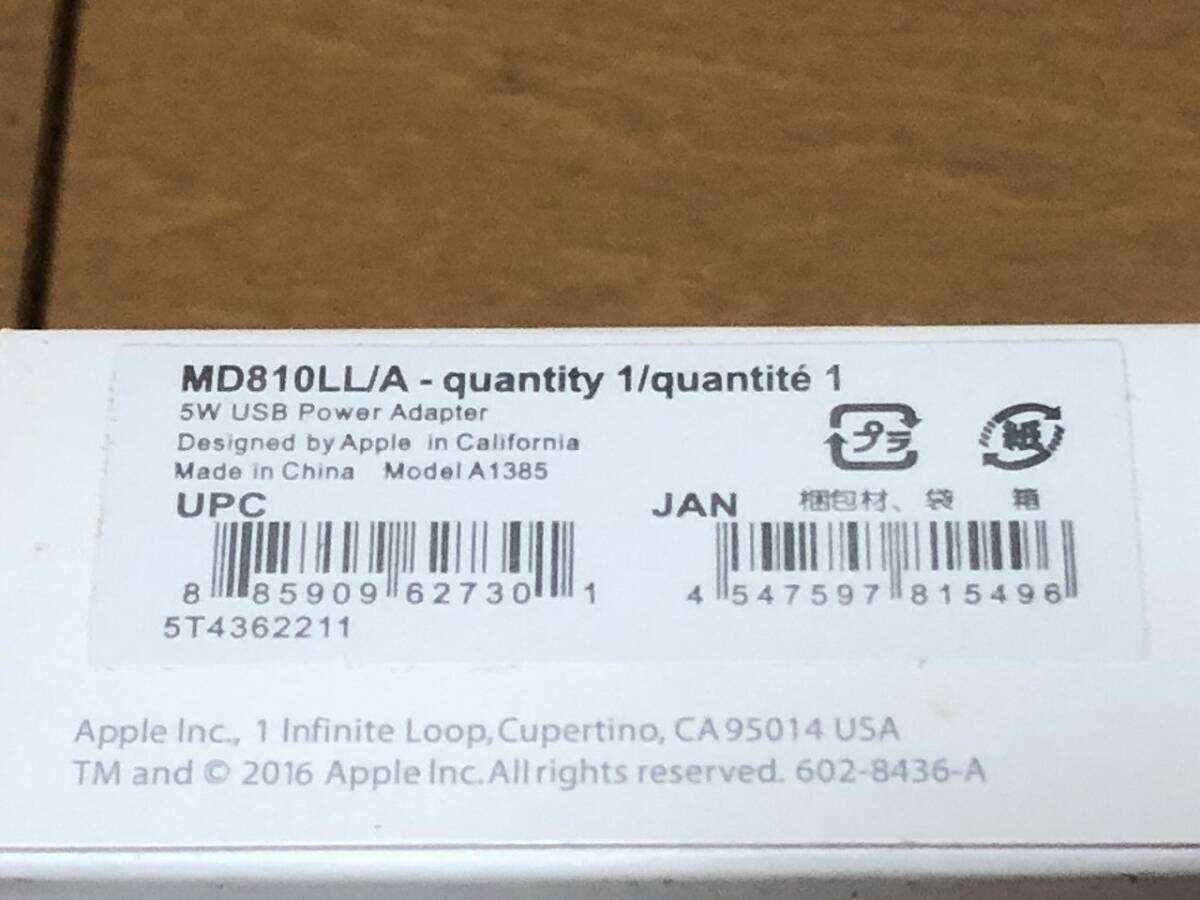 MD810LL/A - quantity 1/quantité 1
5W USB Power Adapter
Designed by Apple in California
Made in China Model A1385
プラ 紙
UPC
JAN 梱包材、袋 箱
8 85909 62730 1
4 547597 815496
5T4362211
Apple Inc., 1 Infinite Loop, Cupertino, CA 95014 USA
TM and © 2016 Apple Inc. All rights reserved. 602-8436-A